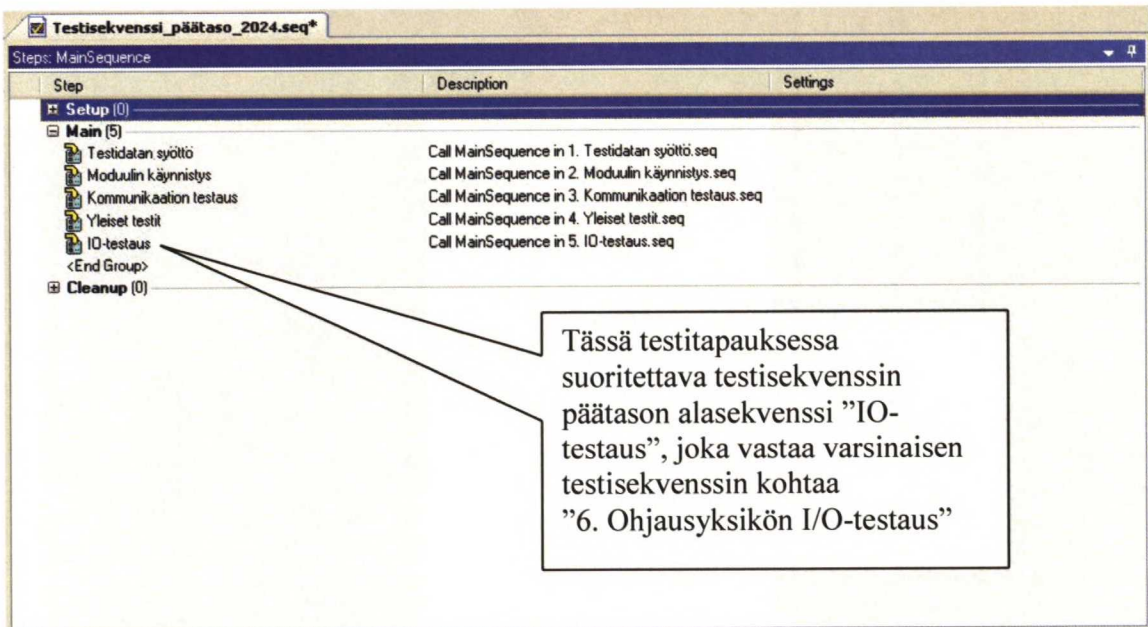 Testisekvenssi_päätaso_2024.seq*
Steps: MainSequence
Step Description Settings
Setup (0)
Main (5)
Testidatan syöttö Call MainSequence in 1. Testidatan syöttö.seq
Moduulin käynnistys Call MainSequence in 2. Moduulin käynnistys.seq
Kommunikaation testaus Call MainSequence in 3. Kommunikaation testaus.seq
Yleiset testit Call MainSequence in 4. Yleiset testit.seq
IO-testaus Call MainSequence in 5. IO-testaus.seq
<End Group>
Cleanup (0)
Tässä testitapauksessa
suoritettava testisekvenssin
päätason alasekvenssi ”IO-
testaus”, joka vastaa varsinaisen
testisekvenssin kohtaa
”6. Ohjausyksikön I/O-testaus”